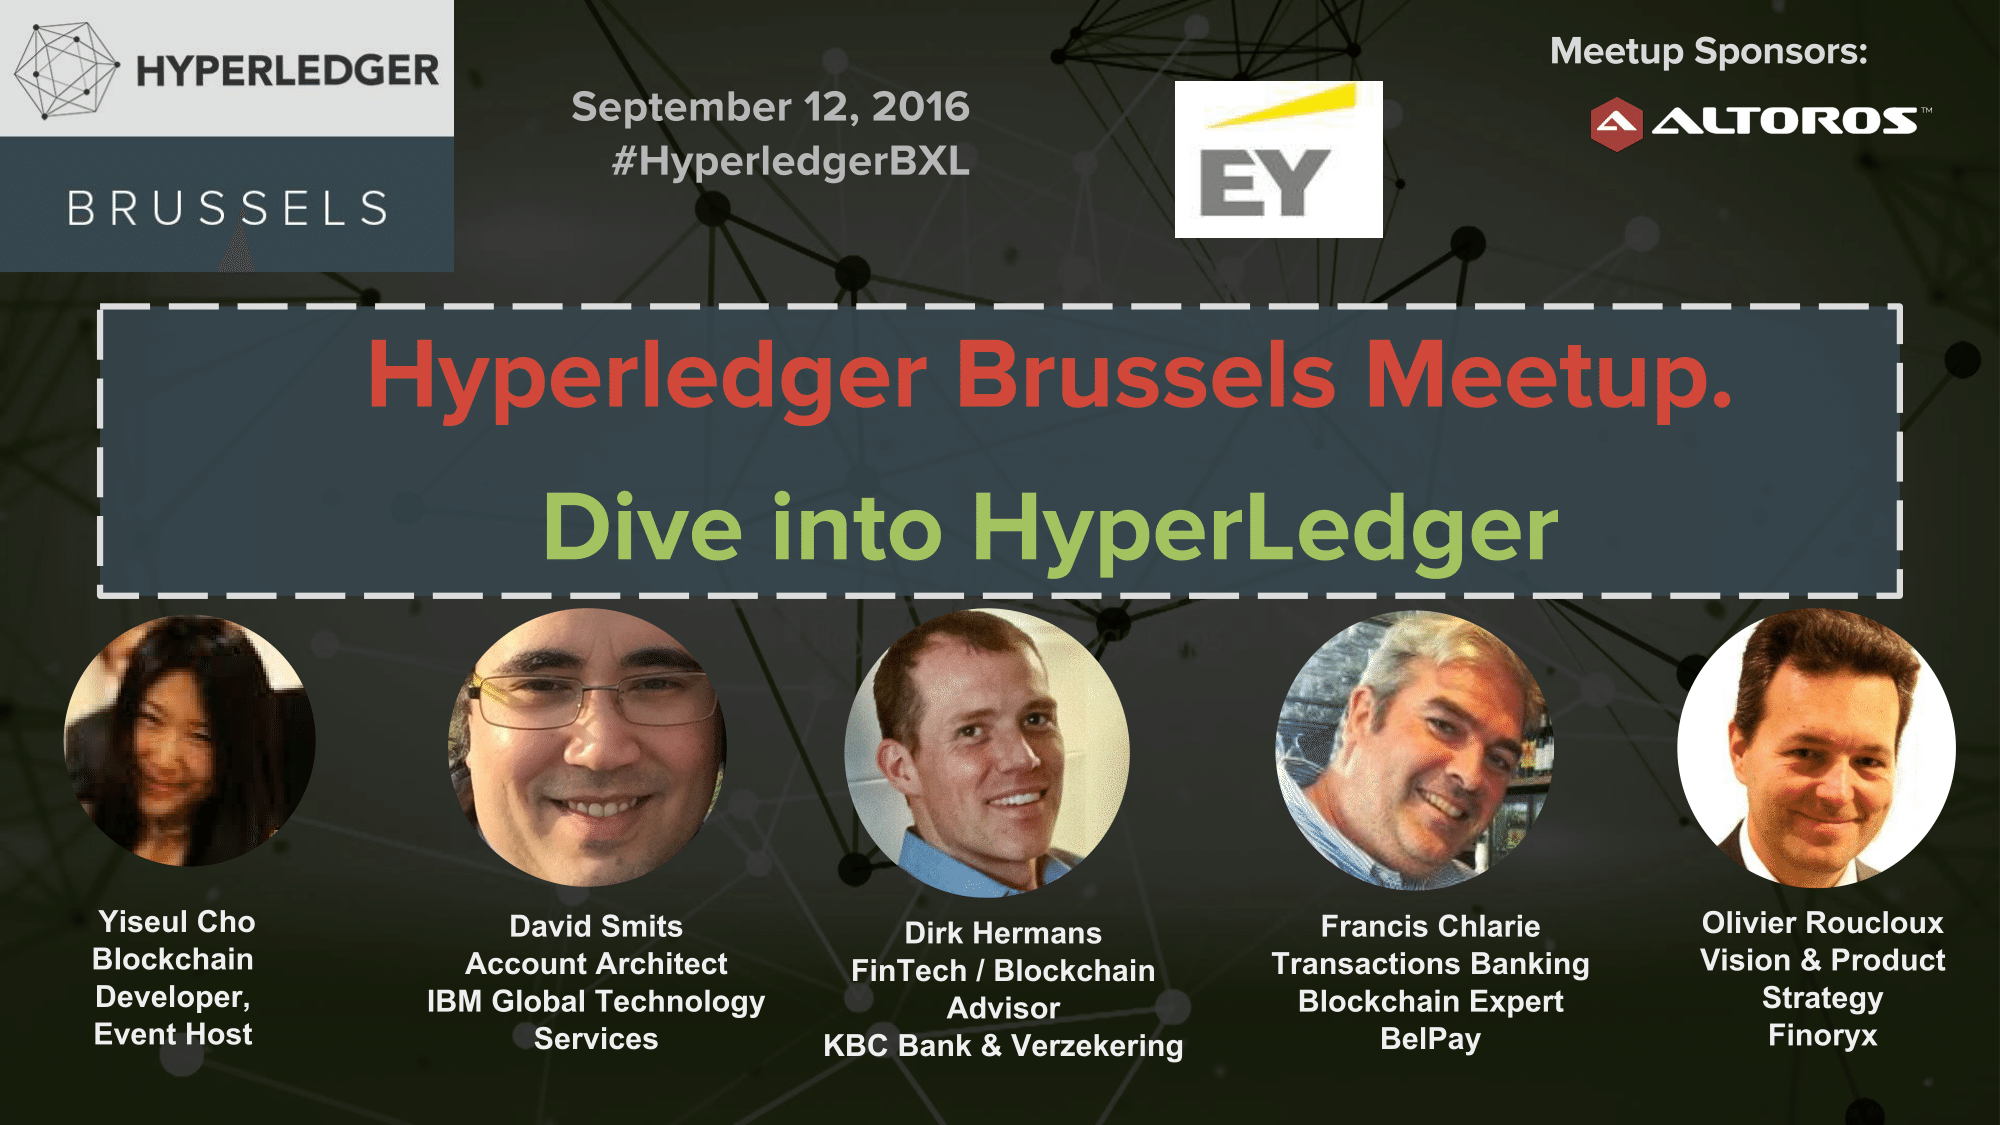 HYPERLEDGER
BRUSSELS
September 12, 2016
#HyperledgerBXL
EY
Meetup Sponsors:
ALTOROS™
Hyperledger Brussels Meetup.
Dive into HyperLedger
Yiseul Cho
Blockchain
Developer,
Event Host
David Smits
Account Architect
IBM Global Technology
Services
Dirk Hermans
FinTech / Blockchain
Advisor
KBC Bank & Verzekering
Francis Chlarie
Transactions Banking
Blockchain Expert
BelPay
Olivier Roucloux
Vision & Product
Strategy
Finoryx